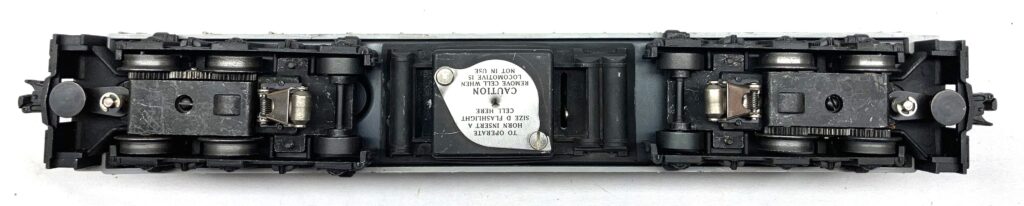 TO OPERATE
HORN INSERT A
SIZE D FLASHLIGHT
CELL HERE
CAUTION
REMOVE CELL WHEN
LOCOMOTIVE IS
NOT IN USE